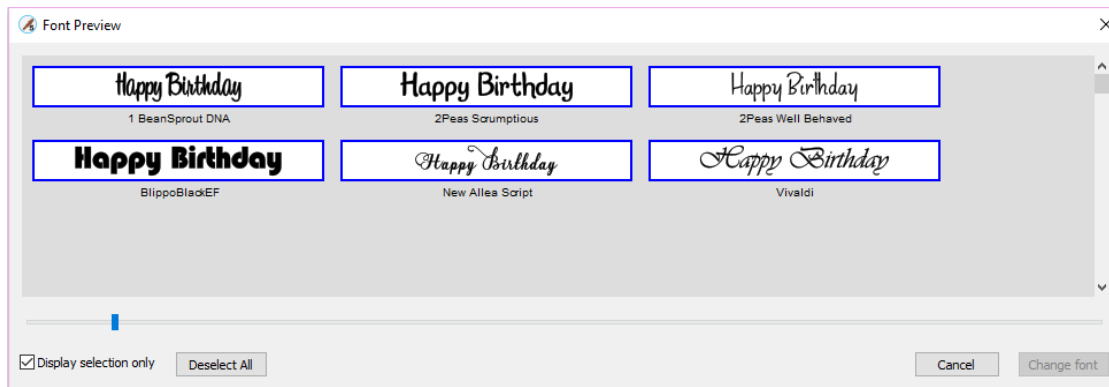 Font Preview
Happy Birthday Happy Birthday Happy Birthday
1 BeanSprout DNA 2Peas Scrumptious 2Peas Well Behaved
Happy Birthday Happy Birthday Happy Birthday
BlippoBlackEF New Allea Script Vivaldi
Display selection only Deselect All Cancel Change font